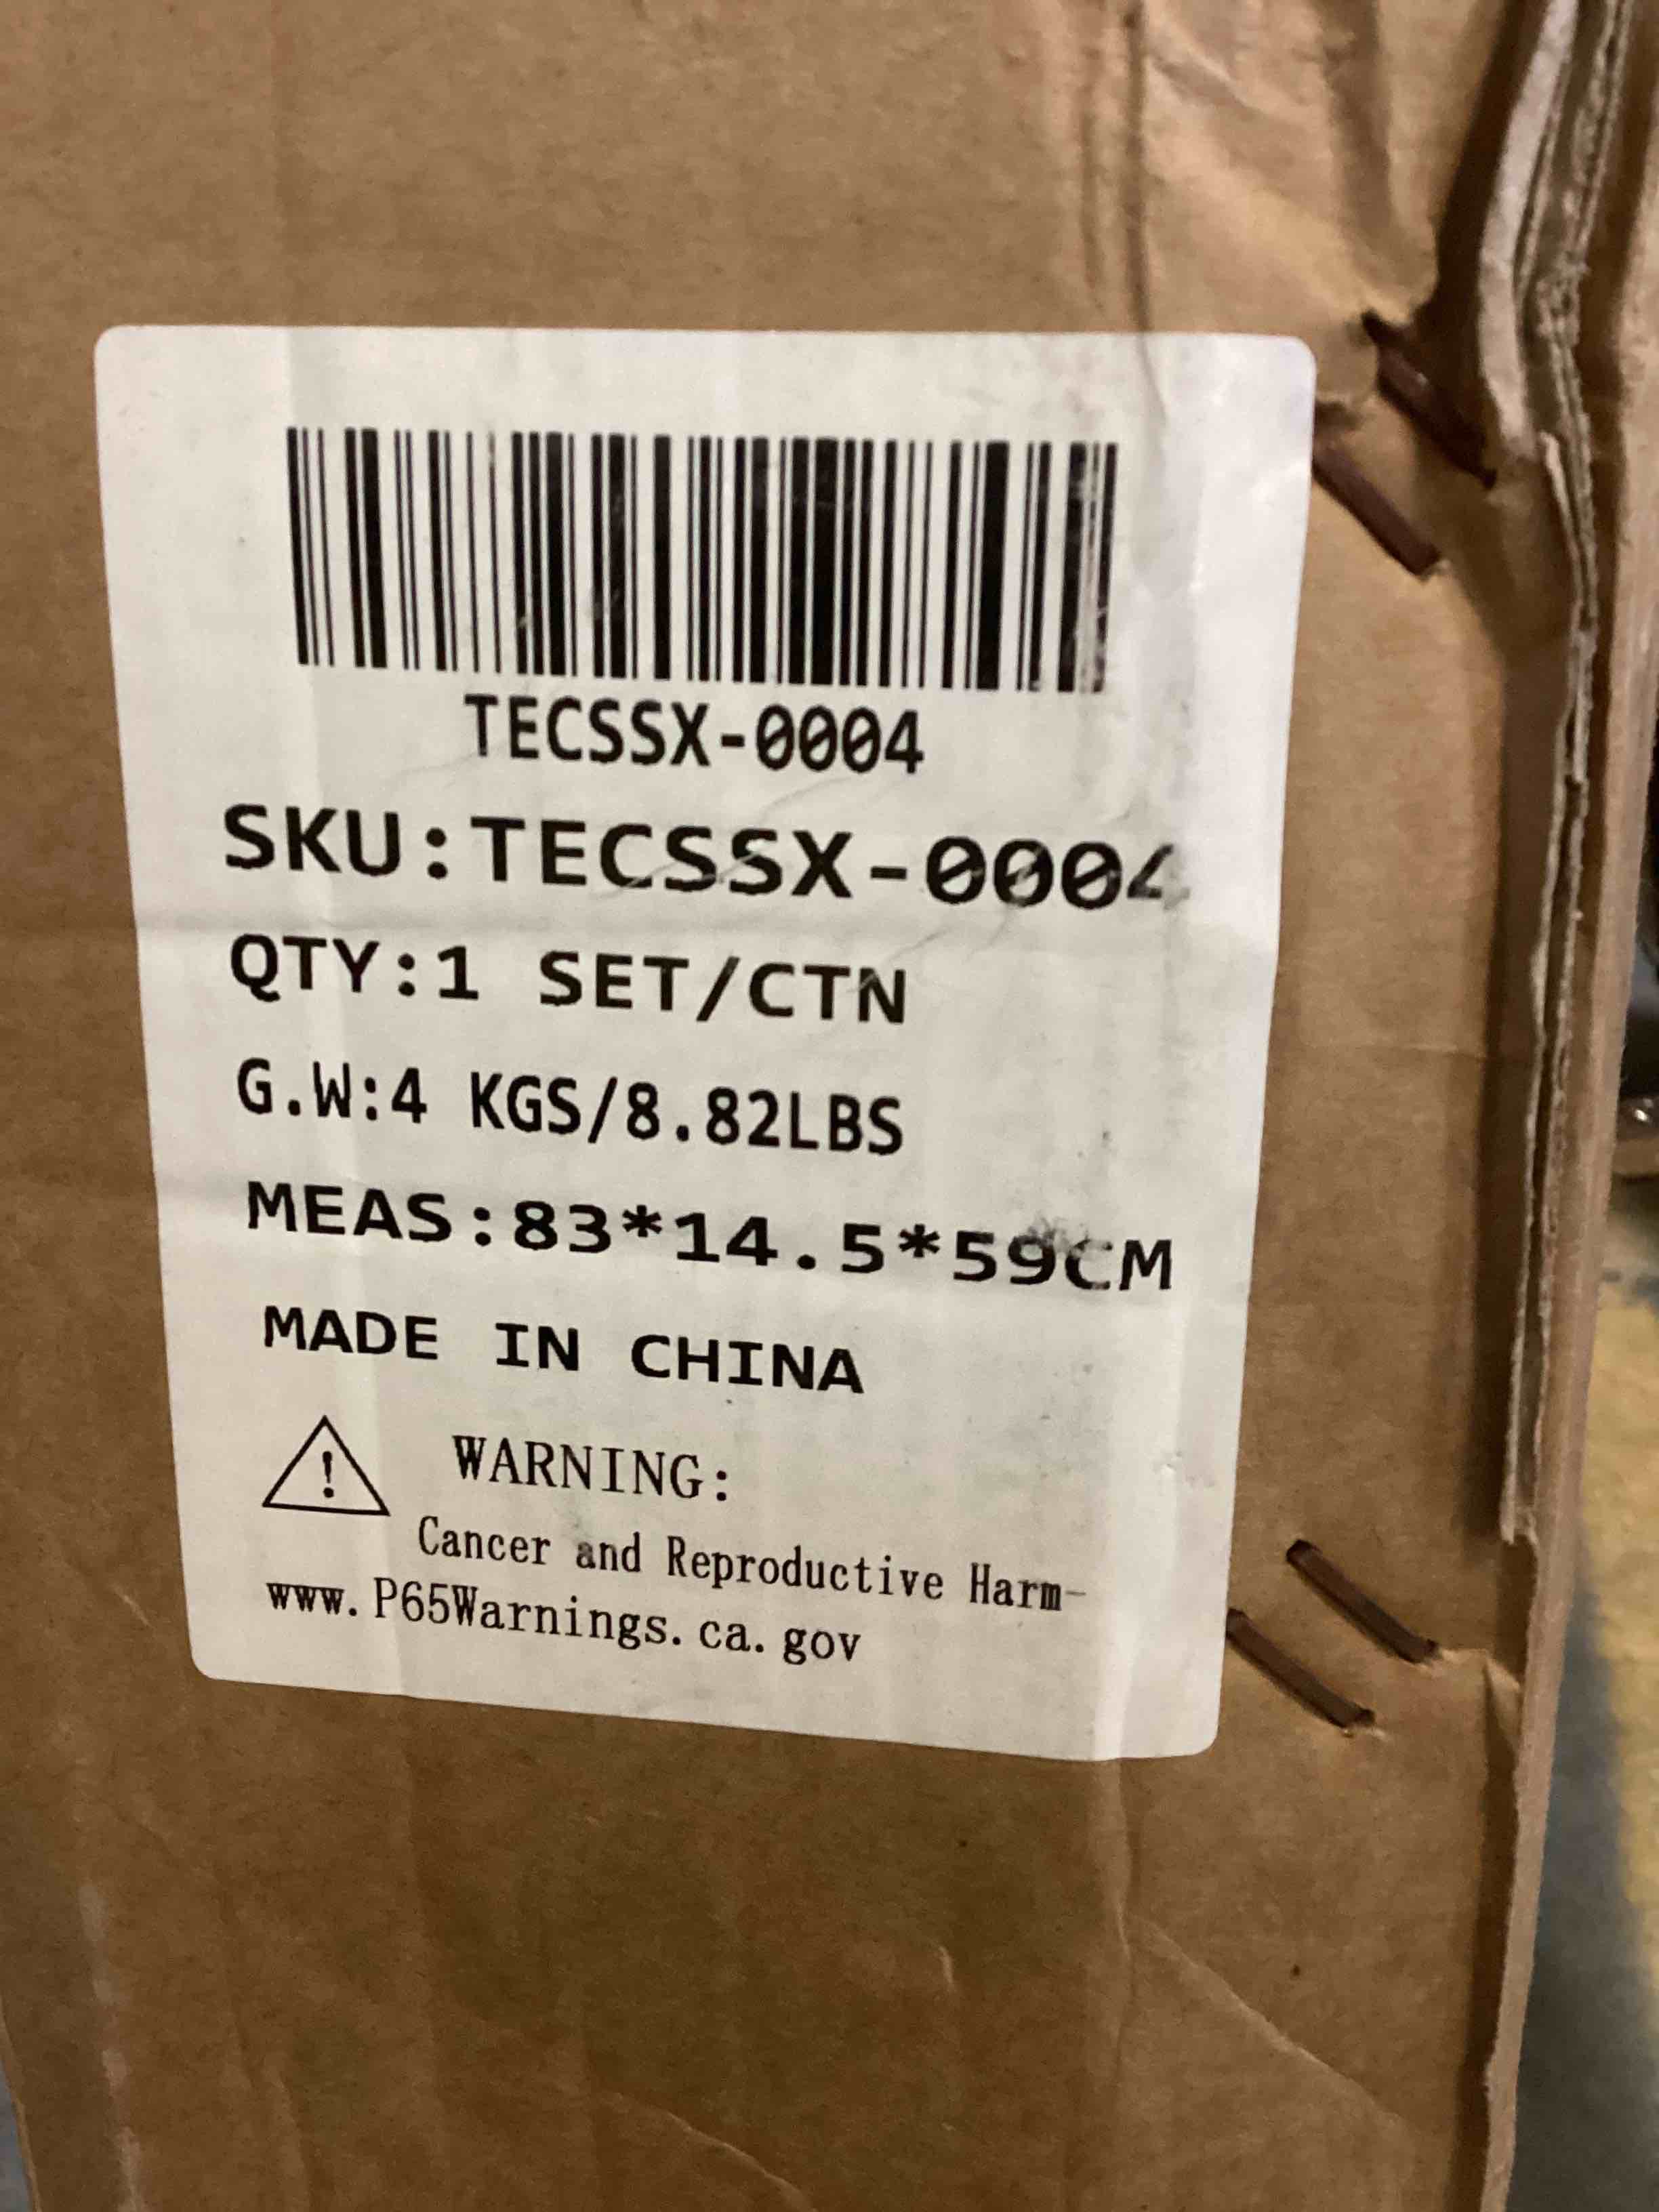 TECSSX-0004
SKU:TECSSX-0004
QTY:1 SET/CTN
G.W:4 KGS/8.82LBS
MEAS:83*14.5*59CM
MADE IN CHINA
WARNING:
Cancer and Reproductive Harm-
www.P65Warnings.ca.gov